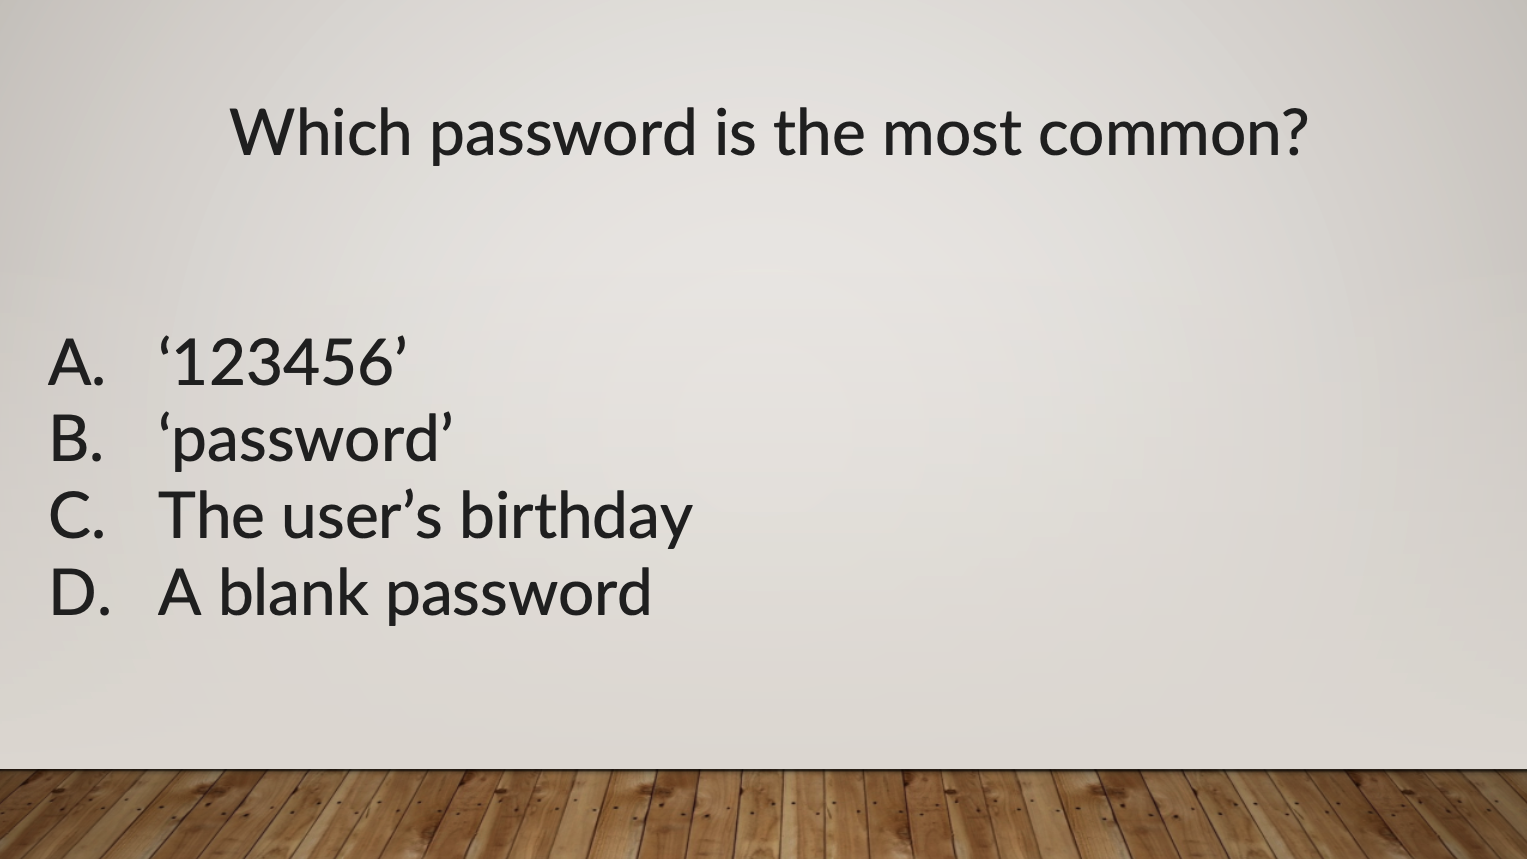 Which password is the most common?
A. ‘123456’
B. ‘password’
C. The user’s birthday
D. A blank password